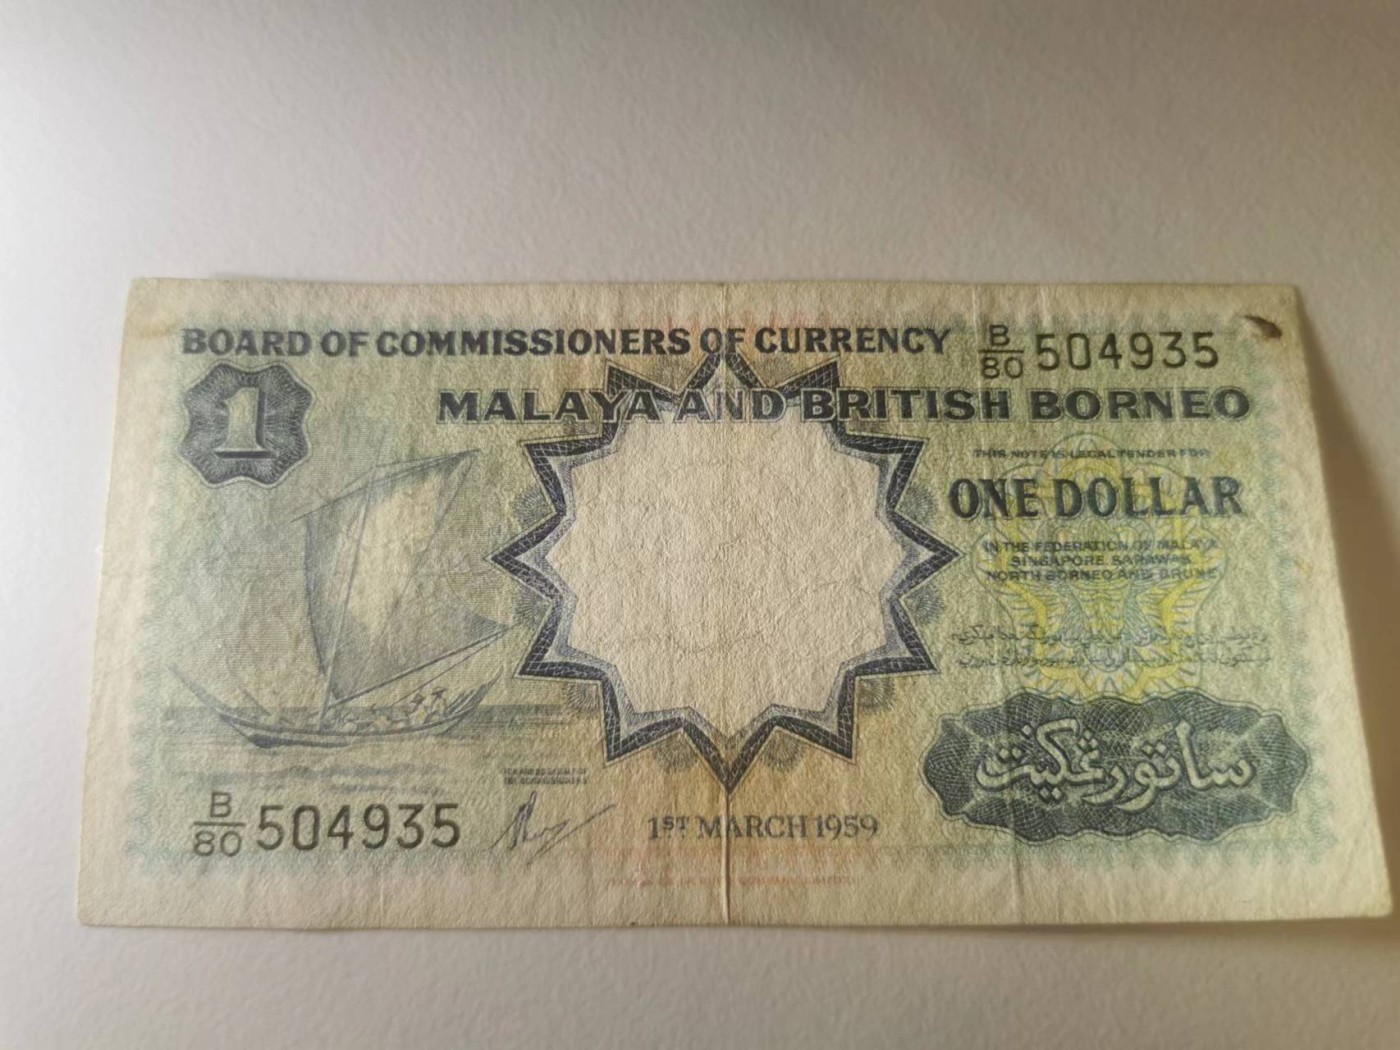 BOARD OF COMMISSIONERS OF CURRENCY
B/80 504935
1
MALAYA AND BRITISH BORNEO
THIS NOTE IS LEGAL TENDER FOR
ONE DOLLAR
IN THE FEDERATION OF MALAYA
SINGAPORE SARAWAK
NORTH BORNEO AND BRUNEI
ساتو رڠݢيت
B/80 504935
1ST MARCH 1959